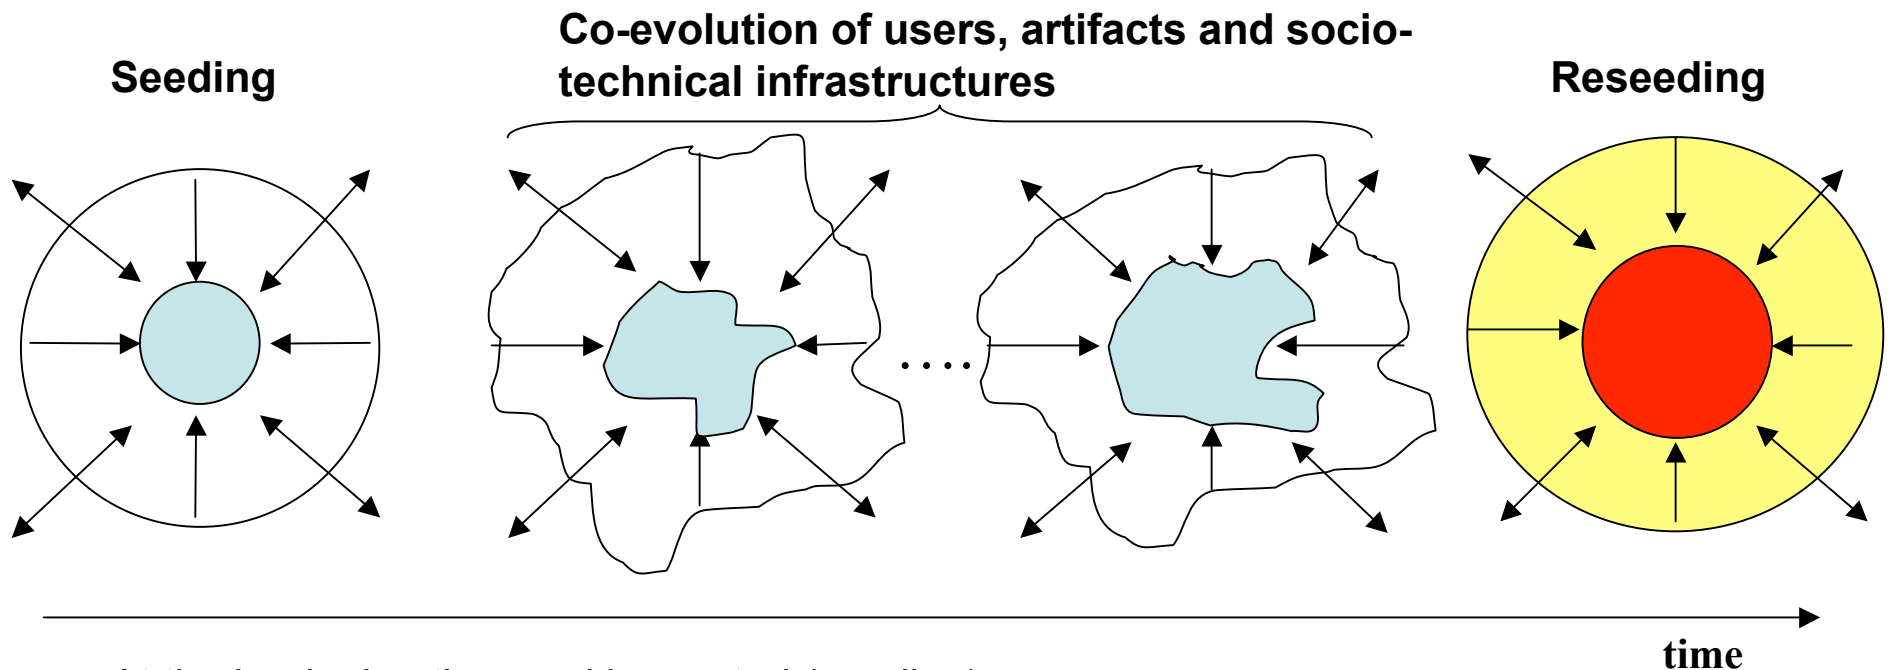 Co-evolution of users, artifacts and socio-
technical infrastructures
Seeding
Reseeding
. . . .
time